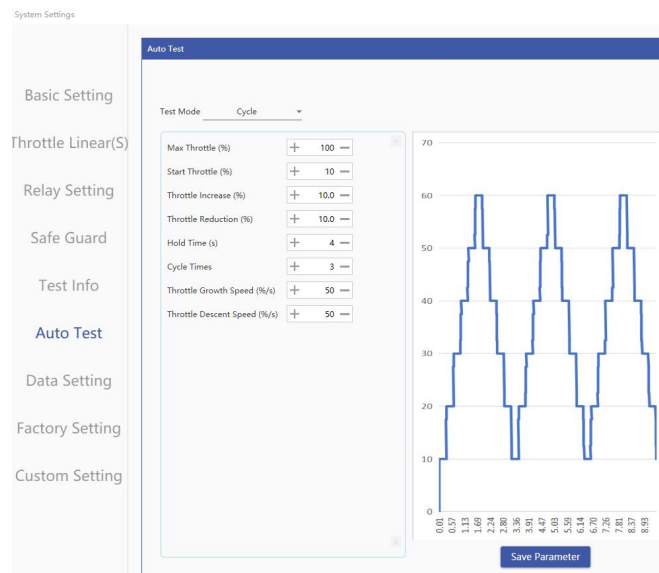 System Settings
Auto Test
Basic Setting
Throttle Linear(S)
Relay Setting
Safe Guard
Test Info
Auto Test
Data Setting
Factory Setting
Custom Setting
Test Mode Cycle
Max Throttle (%) + 100 —
Start Throttle (%) + 10 —
Throttle Increase (%) + 10.0 —
Throttle Reduction (%) + 10.0 —
Hold Time (s) + 4 —
Cycle Times + 3 —
Throttle Growth Speed (%/s) + 50 —
Throttle Descent Speed (%/s) + 50 —
70
60
50
40
30
20
10
0
0.01 0.57 1.13 1.69 2.24 2.80 3.36 3.91 4.47 5.03 5.59 6.14 6.70 7.26 7.81 8.37 8.93
Save Parameter